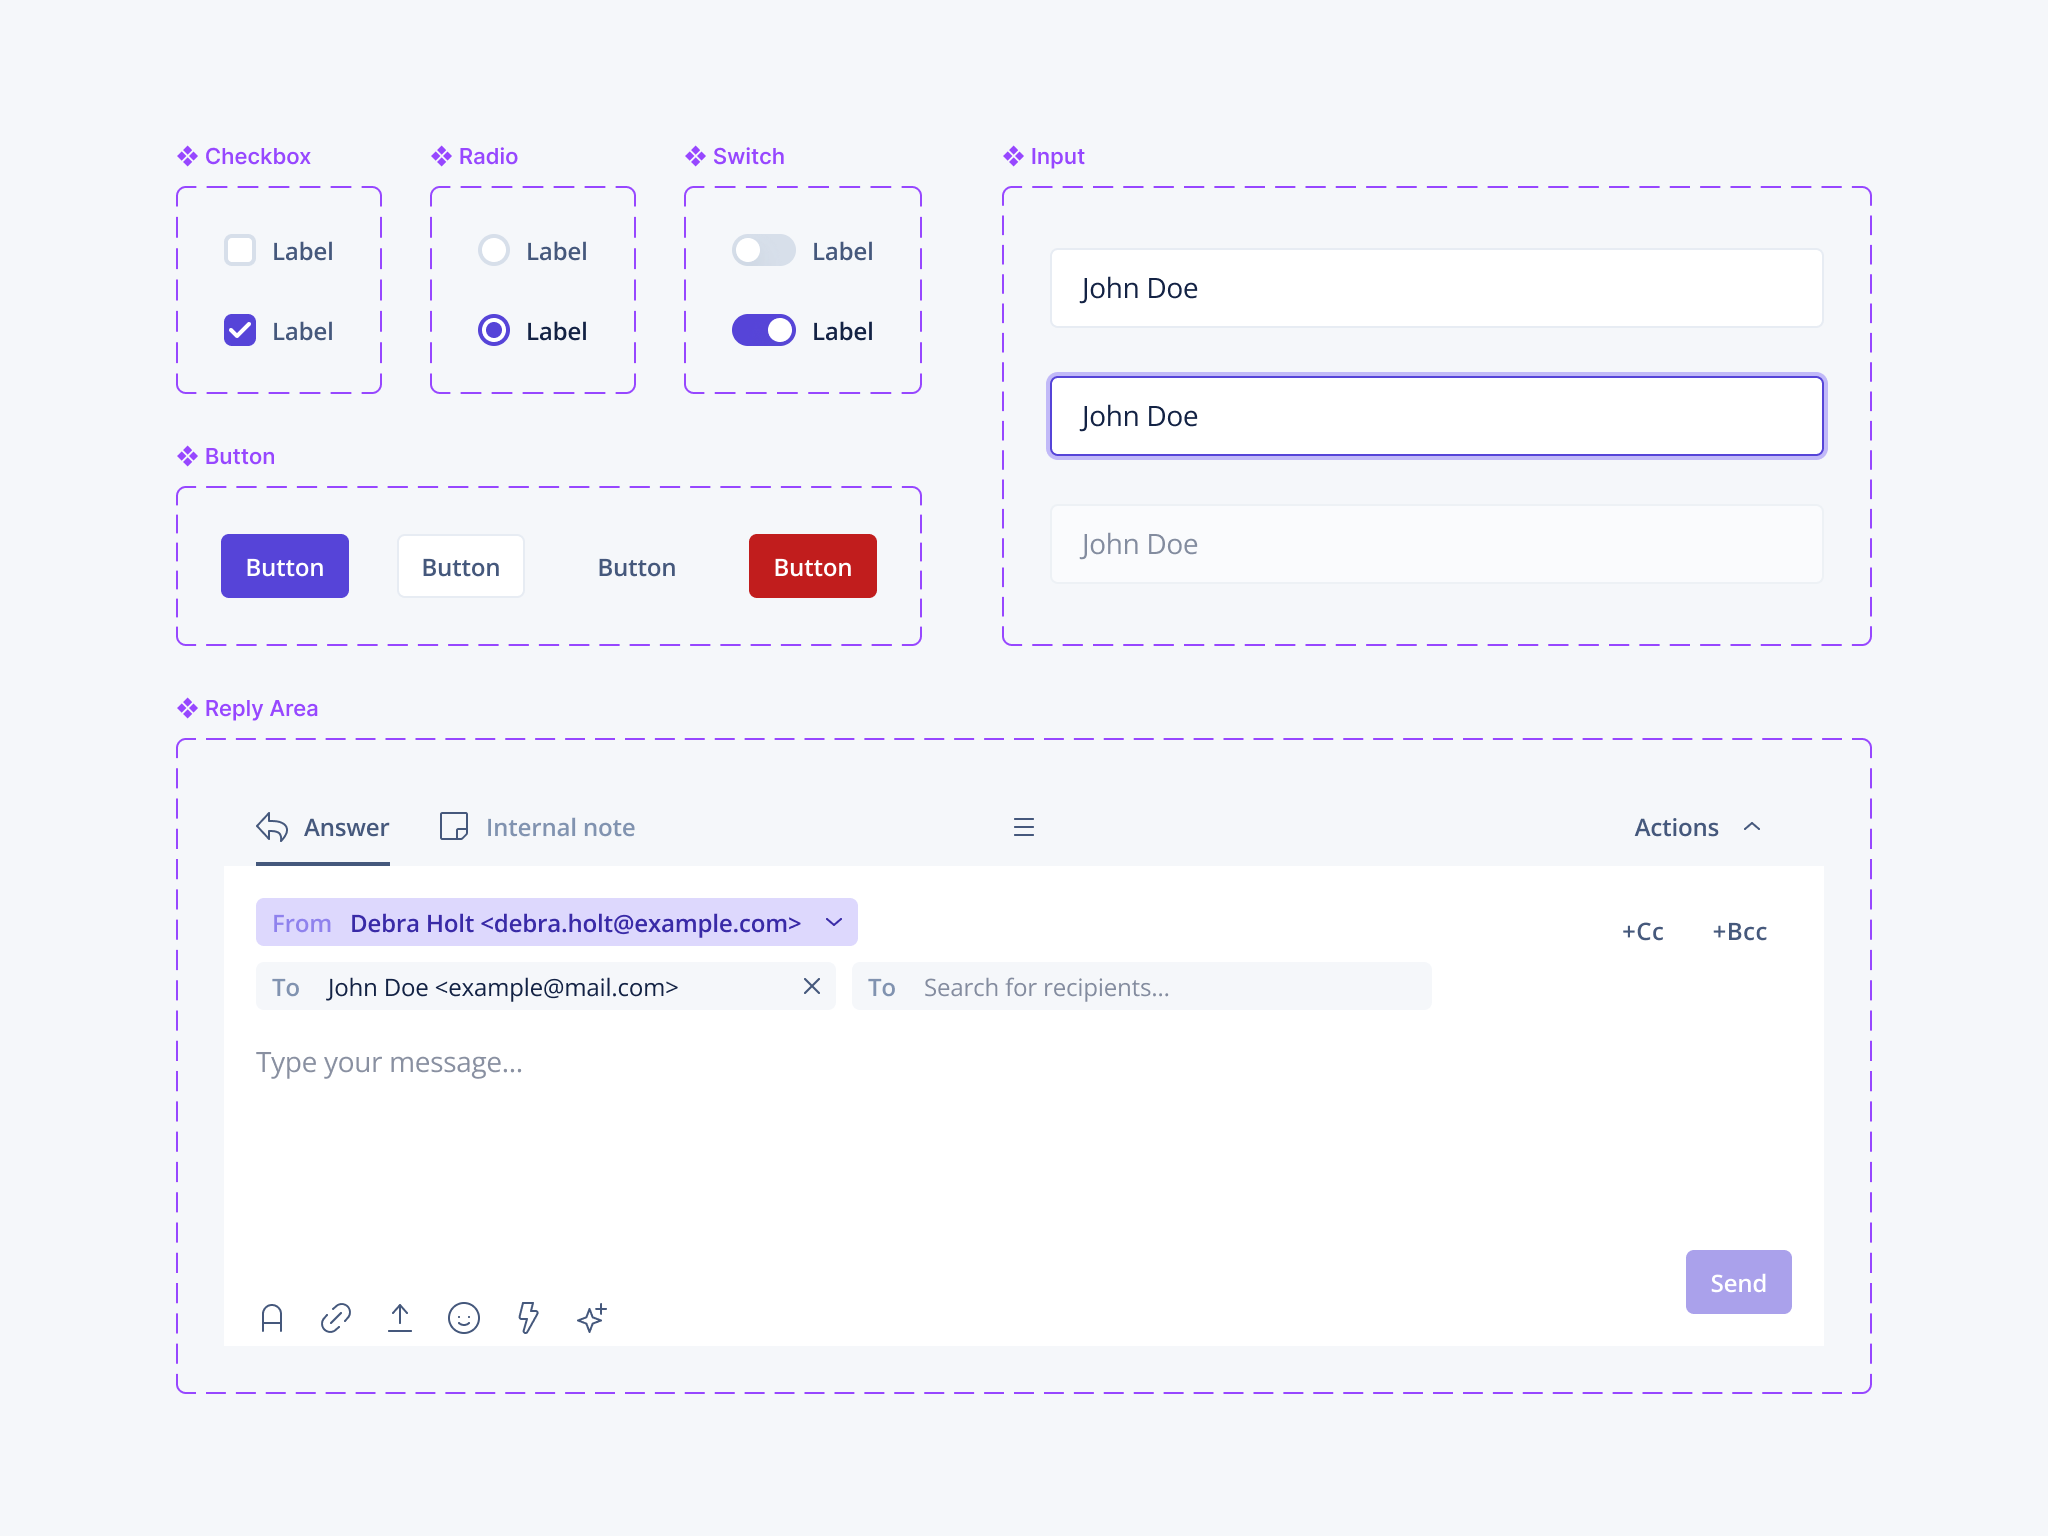 Checkbox
Radio
Switch
Input
Label
Label
Label
Label
Label
Label
John Doe
John Doe
John Doe
Button
Button
Button
Button
Button
Reply Area
Answer
Internal note
Actions
From Debra Holt <debra.holt@example.com>
+Cc
+Bcc
To John Doe <example@mail.com>
To Search for recipients...
Type your message...
Send